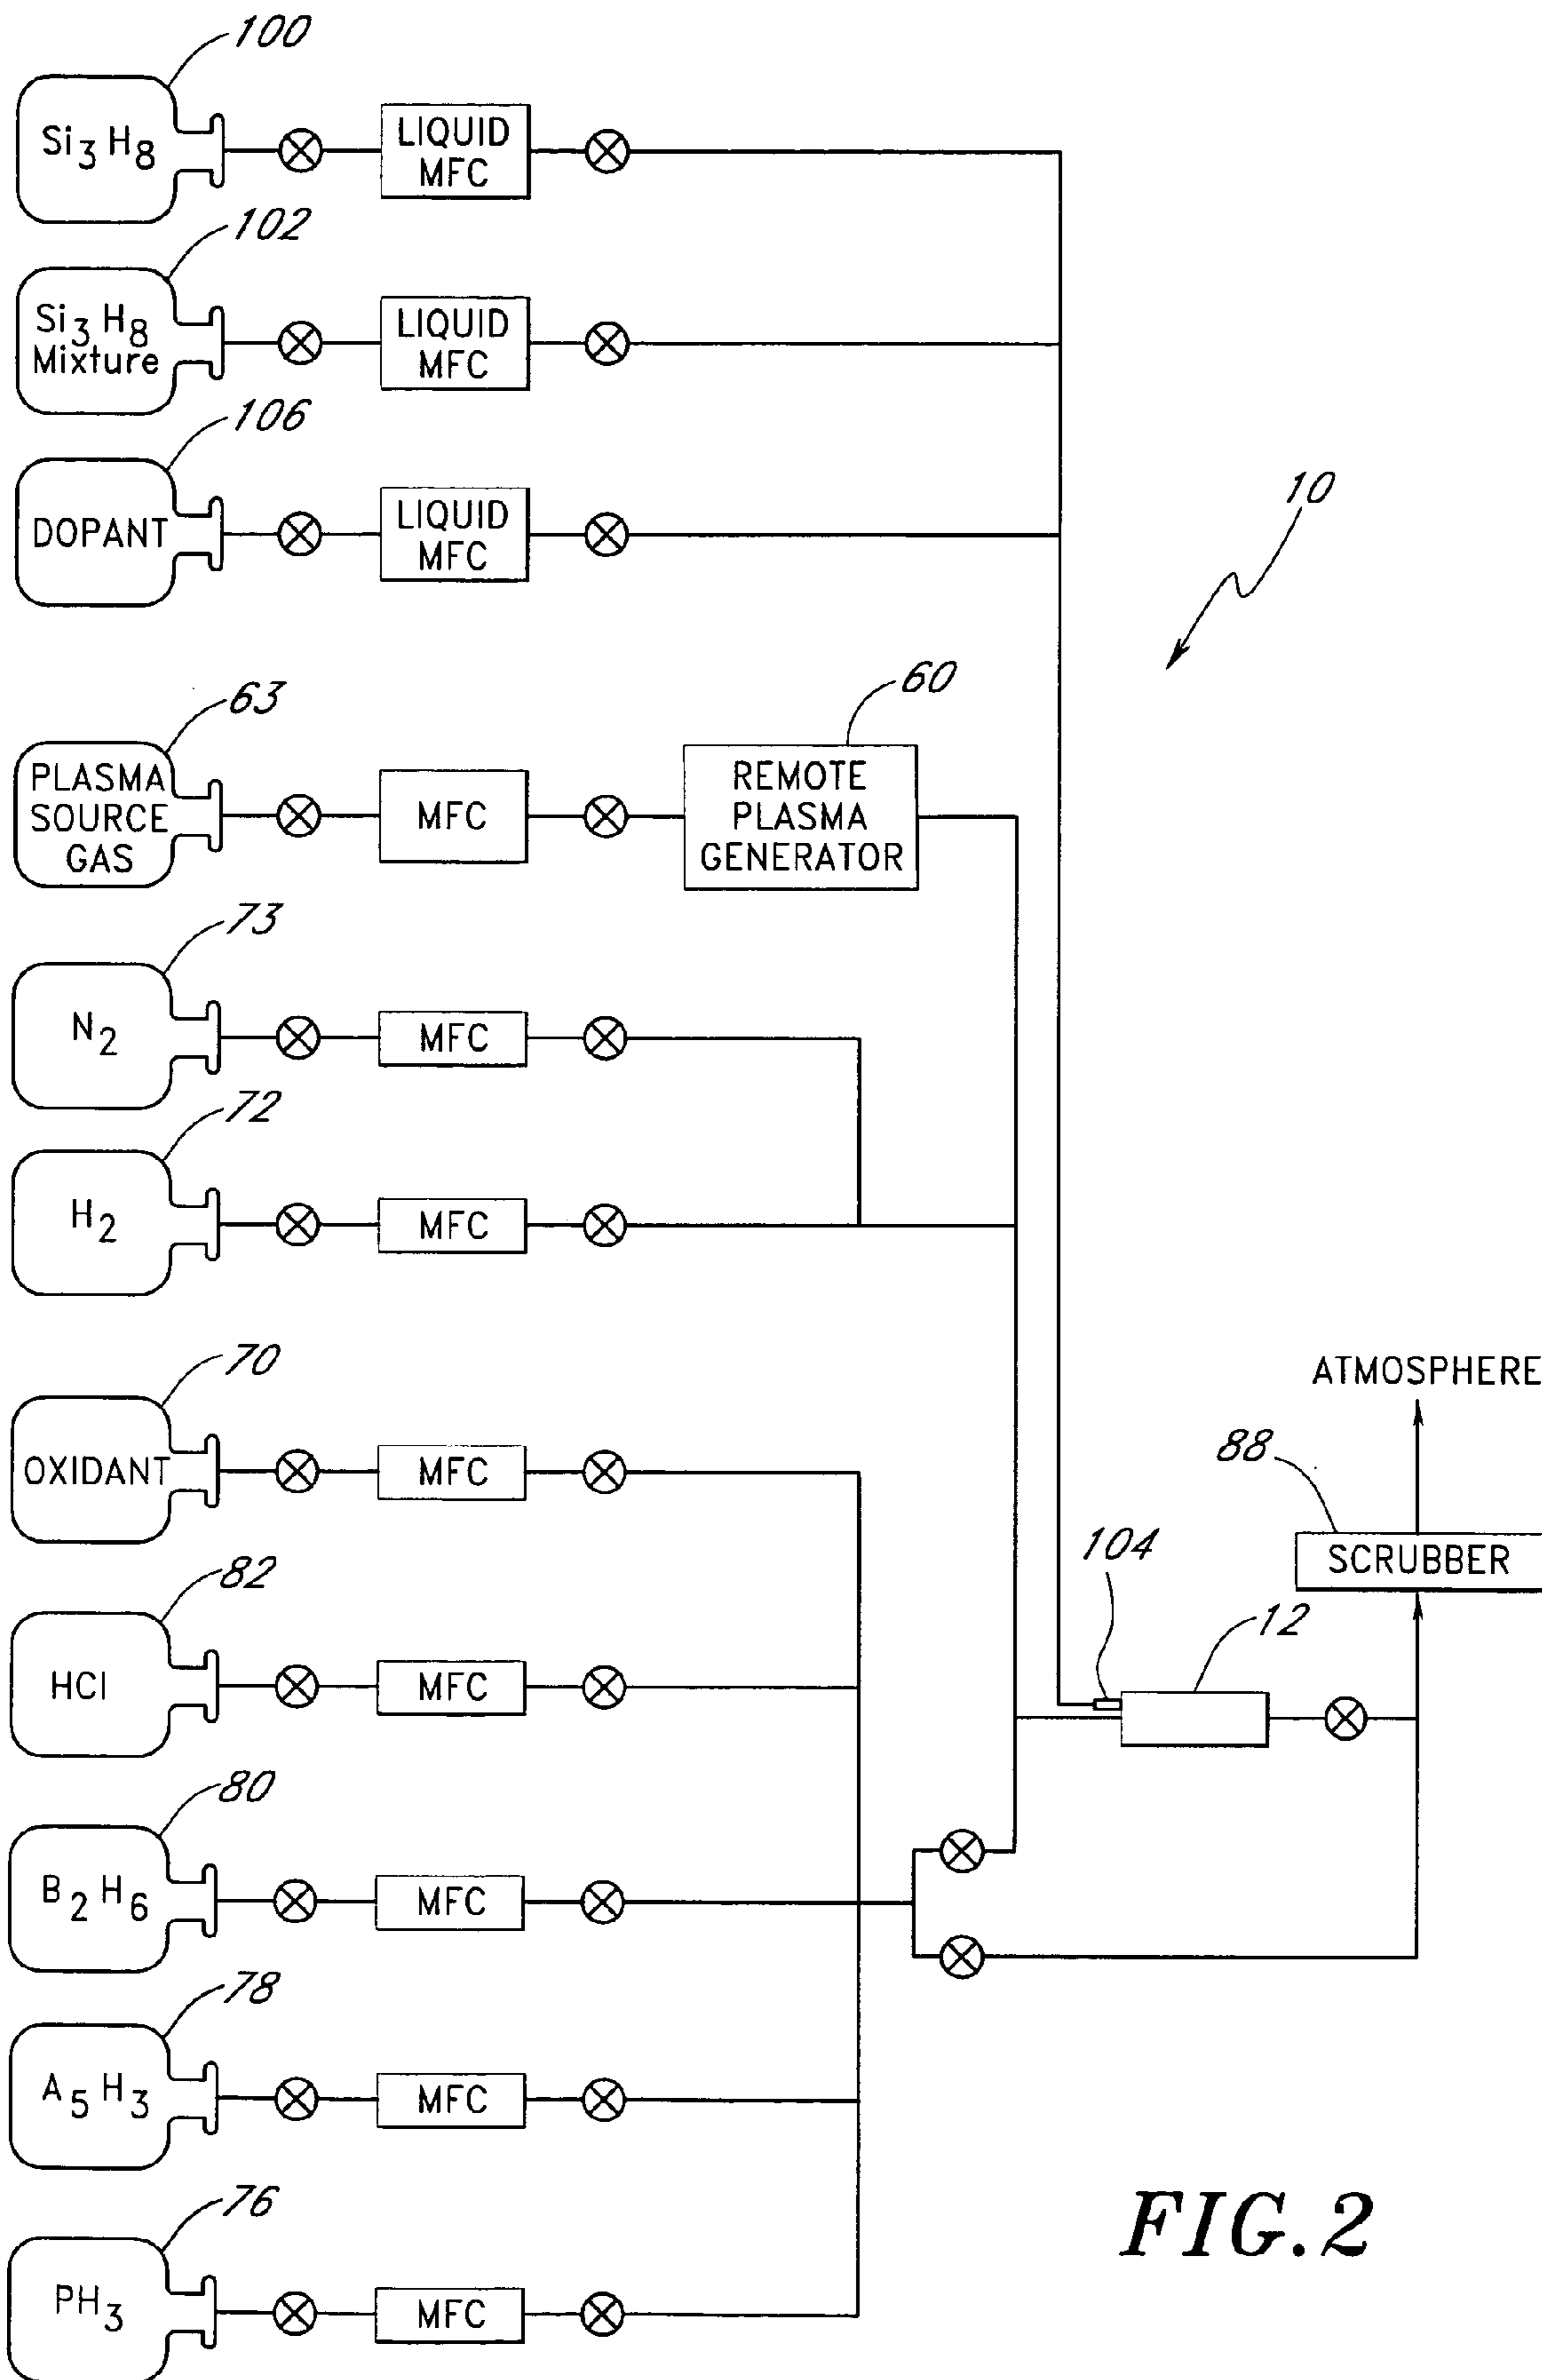 100
Si3H8
LIQUID
MFC
102
Si3H8
Mixture
LIQUID
MFC
106
DOPANT
LIQUID
MFC
10
63
PLASMA
SOURCE
GAS
MFC
60
REMOTE
PLASMA
GENERATOR
73
N2
MFC
72
H2
MFC
70
OXIDANT
MFC
ATMOSPHERE
88
SCRUBBER
82
HCl
MFC
104
12
80
B2H6
MFC
78
A5H3
MFC
76
PH3
MFC
FIG.2